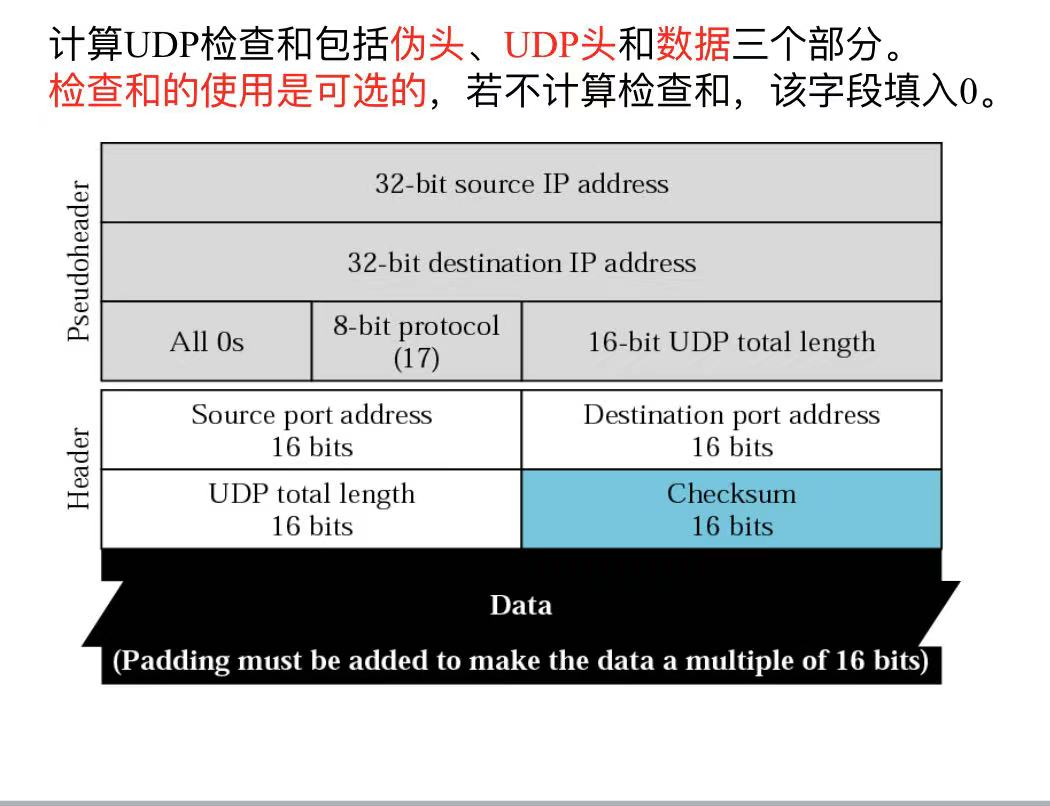 计算UDP检查和包括伪头、UDP头和数据三个部分。
检查和的使用是可选的，若不计算检查和，该字段填入0。
Pseudoheader
32-bit source IP address
32-bit destination IP address
All 0s
8-bit protocol
(17)
16-bit UDP total length
Header
Source port address
16 bits
Destination port address
16 bits
UDP total length
16 bits
Checksum
16 bits
Data
(Padding must be added to make the data a multiple of 16 bits)